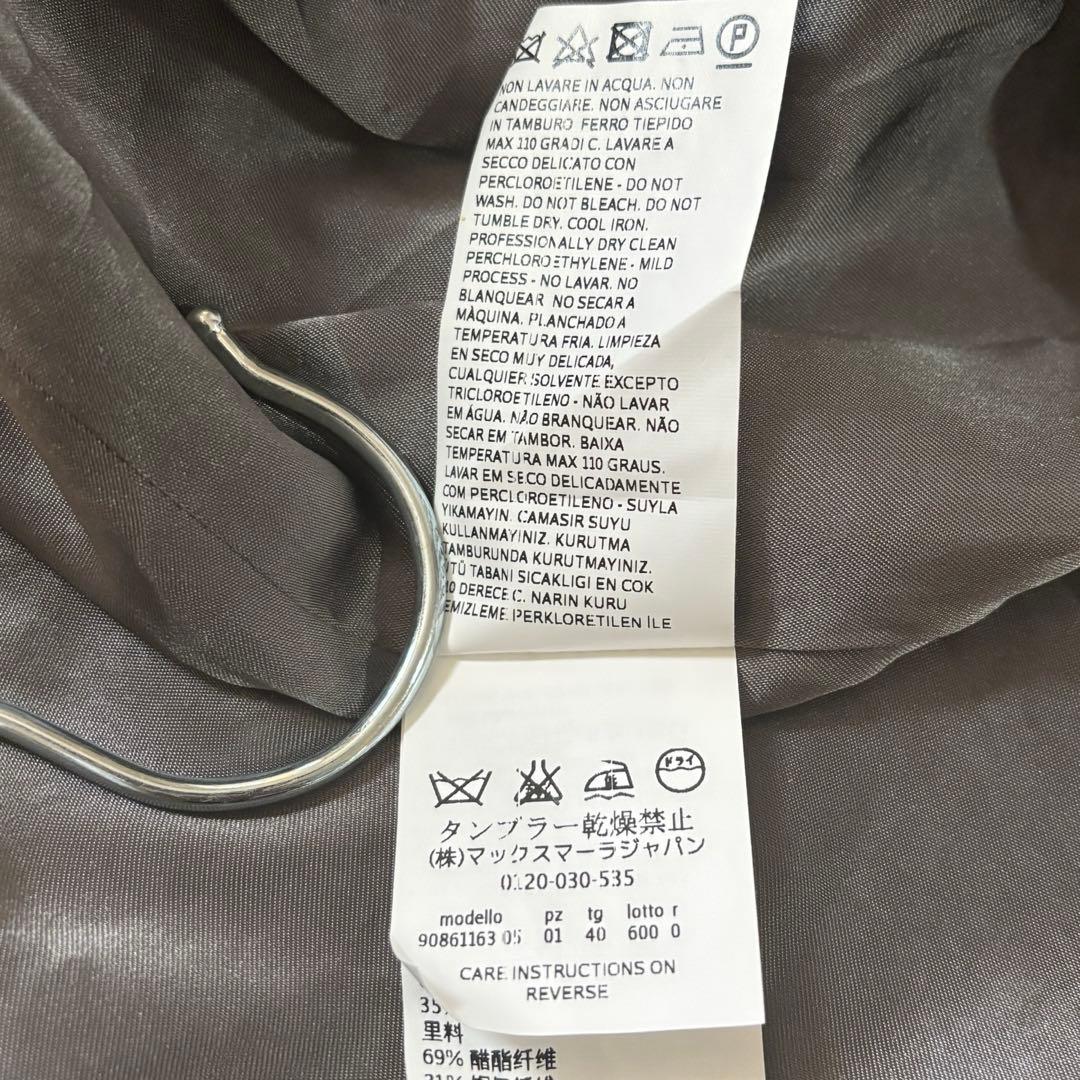 P
NON LAVARE IN ACQUA. NON
CANDEGGIARE. NON ASCIUGARE
IN TAMBURO FERRO TIEPIDO
MAX 110 GRADI C. LAVARE A
SECCO DELICATO CON
PERCLOROETILENE - DO NOT
WASH. DO NOT BLEACH. DO NOT
TUMBLE DRY. COOL IRON.
PROFESSIONALLY DRY CLEAN
PERCHLOROETHYLENE - MILD
PROCESS - NO LAVAR. NO
BLANQUEAR NO SECAR A
MÀQUINA. PLANCHADO A
TEMPERATURA FRIA. LIMPIEZA
EN SECO MUY DELICADA,
CUALQUIER SOLVENTE EXCEPTO
TRICLOROETILENO - NÃO LAVAR
EM ÁGUA. NÃO BRANQUEAR. NÃO
SECAR EM TAMBOR. BAIXA
TEMPERATURA MAX 110 GRAUS.
LAVAR EM SECO DELICADAMENTE
COM PERCLOROETILENO - SUYLA
YIKAMAYIN. CAMASIR SUYU
KULLANMAYINIZ. KURUTMA
TAMBURUNDA KURUTMAYINIZ.
ÜTÜ TABANI SICAKLIGI EN COK
10 DERECE C. NARIN KURU
EMIZLEME PERKLORETILEN İLE
ドライ
タンブラー乾燥禁止
(株)マックスマーラジャパン
0120-030-535
modello pz tg lotto r
90861163 05 01 40 600 0
CARE INSTRUCTIONS ON
REVERSE
35%
里料
69% 醋酯纤维
31%